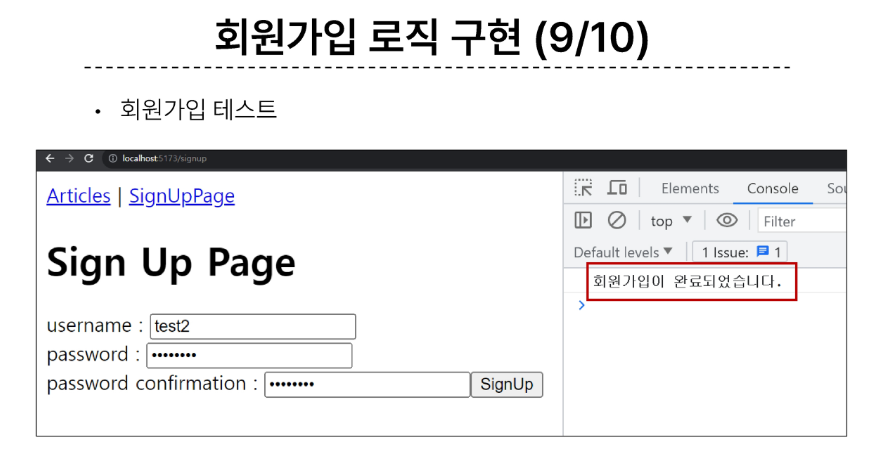 회원가입 로직 구현 (9/10)
• 회원가입 테스트
localhost:5173/signup
Articles | SignUpPage
Sign Up Page
username : test2
password : ••••••••
password confirmation : •••••••• SignUp
Elements Console Sou
top ▼ Filter
Default levels ▼ 1 Issue: 1
회원가입이 완료되었습니다.